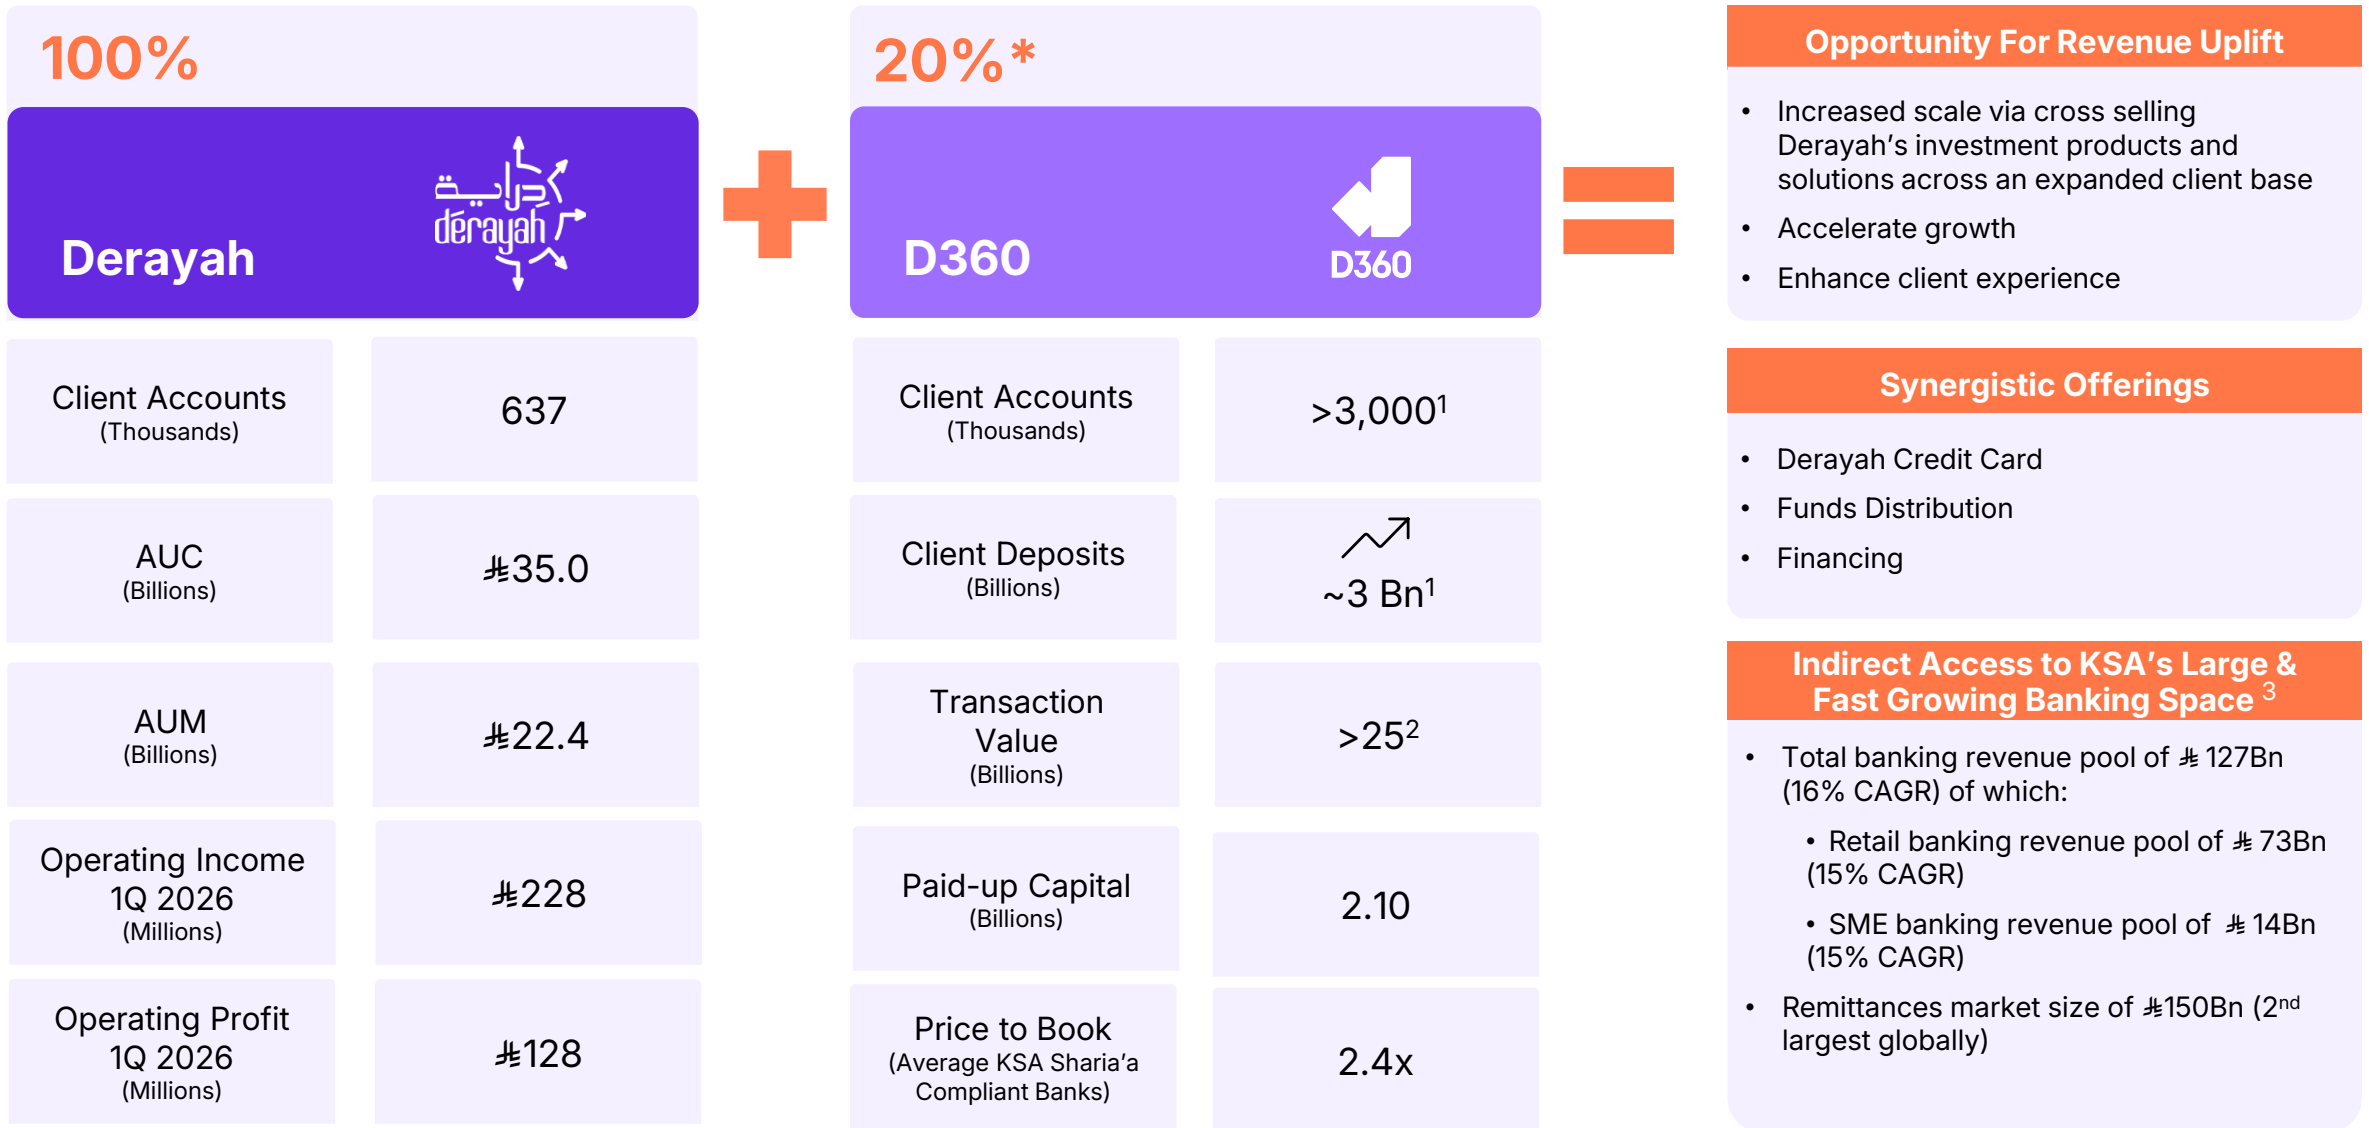 100%
دراية
dérayah
Derayah
Client Accounts
(Thousands)
637
AUC
(Billions)
⃁35.0
AUM
(Billions)
⃁22.4
Operating Income
1Q 2026
(Millions)
⃁228
Operating Profit
1Q 2026
(Millions)
⃁128
20%*
D360
D360
Client Accounts
(Thousands)
>3,000¹
Client Deposits
(Billions)
~3 Bn¹
Transaction
Value
(Billions)
>25²
Paid-up Capital
(Billions)
2.10
Price to Book
(Average KSA Sharia’a
Compliant Banks)
2.4x
Opportunity For Revenue Uplift
• Increased scale via cross selling
Derayah’s investment products and
solutions across an expanded client base
• Accelerate growth
• Enhance client experience
Synergistic Offerings
• Derayah Credit Card
• Funds Distribution
• Financing
Indirect Access to KSA’s Large &
Fast Growing Banking Space ³
• Total banking revenue pool of ⃁ 127Bn
(16% CAGR) of which:
• Retail banking revenue pool of ⃁ 73Bn
(15% CAGR)
• SME banking revenue pool of ⃁ 14Bn
(15% CAGR)
• Remittances market size of ⃁150Bn (2nd
largest globally)